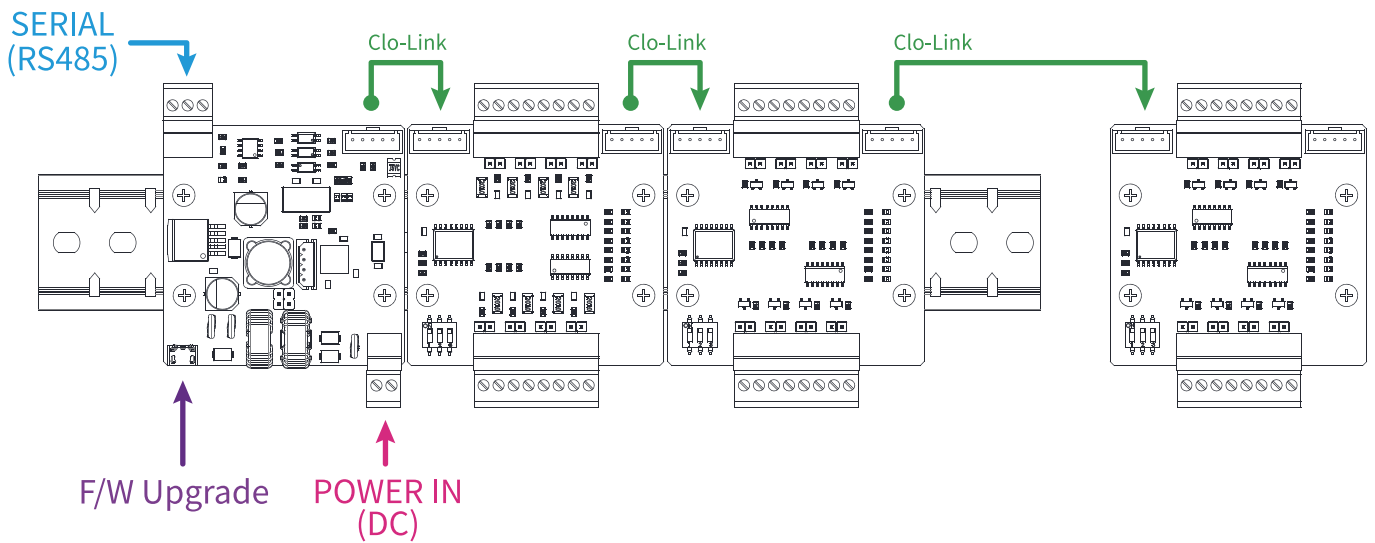 SERIAL
(RS485)
Clo-Link
Clo-Link
Clo-Link
F/W Upgrade
POWER IN
(DC)